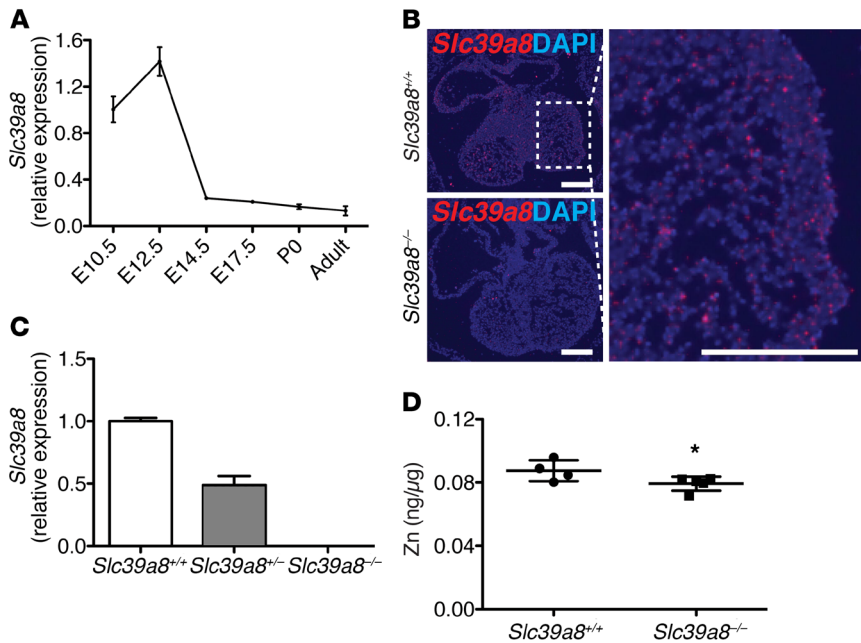 A
Slc39a8
(relative expression)
1.6
1.2
0.8
0.4
0.0
E10.5
E12.5
E14.5
E17.5
P0
Adult
B
Slc39a8DAPI
Slc39a8+/+
Slc39a8DAPI
Slc39a8–/–
C
Slc39a8
(relative expression)
1.5
1.0
0.5
0.0
Slc39a8+/+ Slc39a8+/– Slc39a8–/–
D
Zn (ng/µg)
0.12
0.08
0.04
0.00
*
Slc39a8+/+ Slc39a8–/–